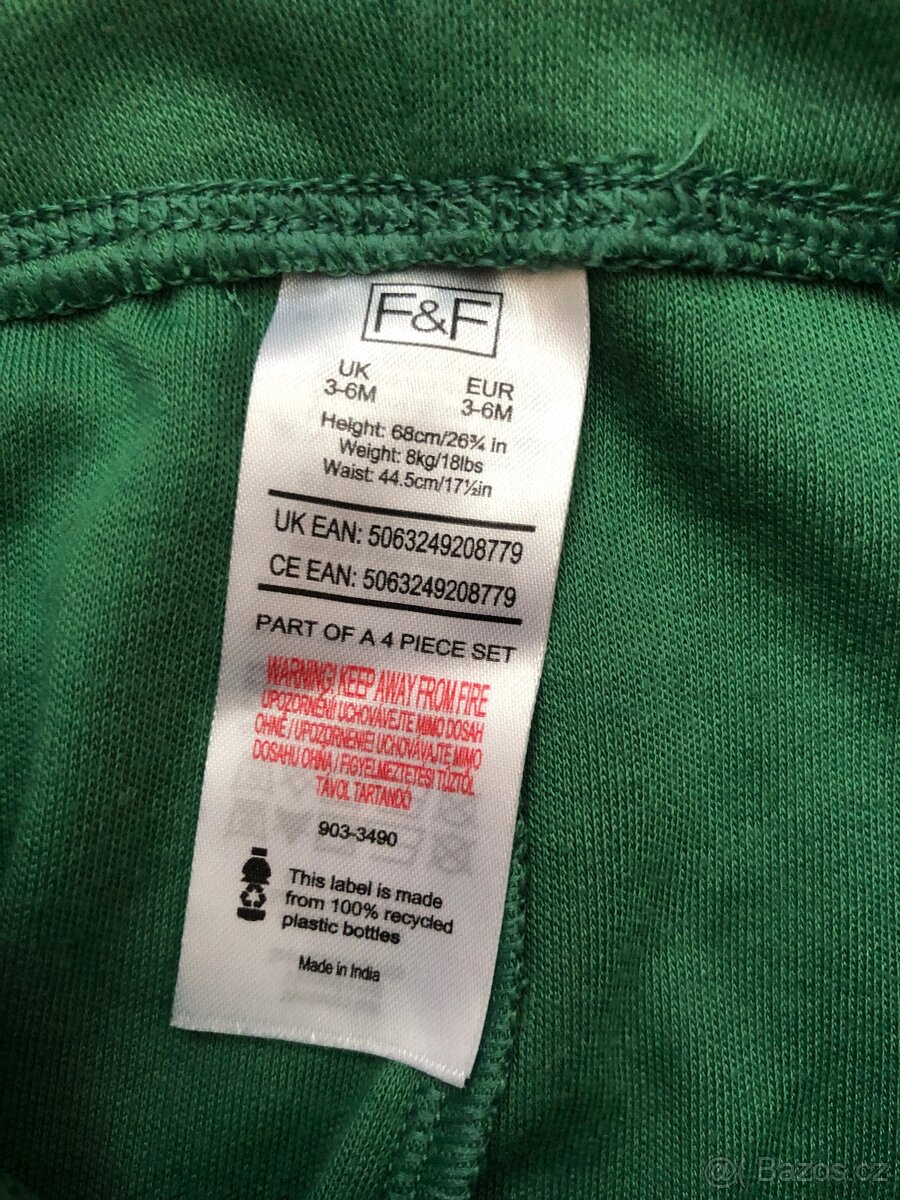 F&F
UK
3-6M
EUR
3-6M
Height: 68cm/26¾ in
Weight: 8kg/18lbs
Waist: 44.5cm/17½in
UK EAN: 5063249208779
CE EAN: 5063249208779
PART OF A 4 PIECE SET
WARNING! KEEP AWAY FROM FIRE
UPOZORNĚNÍ! UCHOVÁVEJTE MIMO DOSAH
OHNĚ / UPOZORNENIE! UCHOVÁVAJTE MIMO
DOSAHU OHŇA / FIGYELMEZTETÉS! TŰZTŐL
TÁVOL TARTANDÓ
903-3490
This label is made
from 100% recycled
plastic bottles
Made in India
Bazos.cz